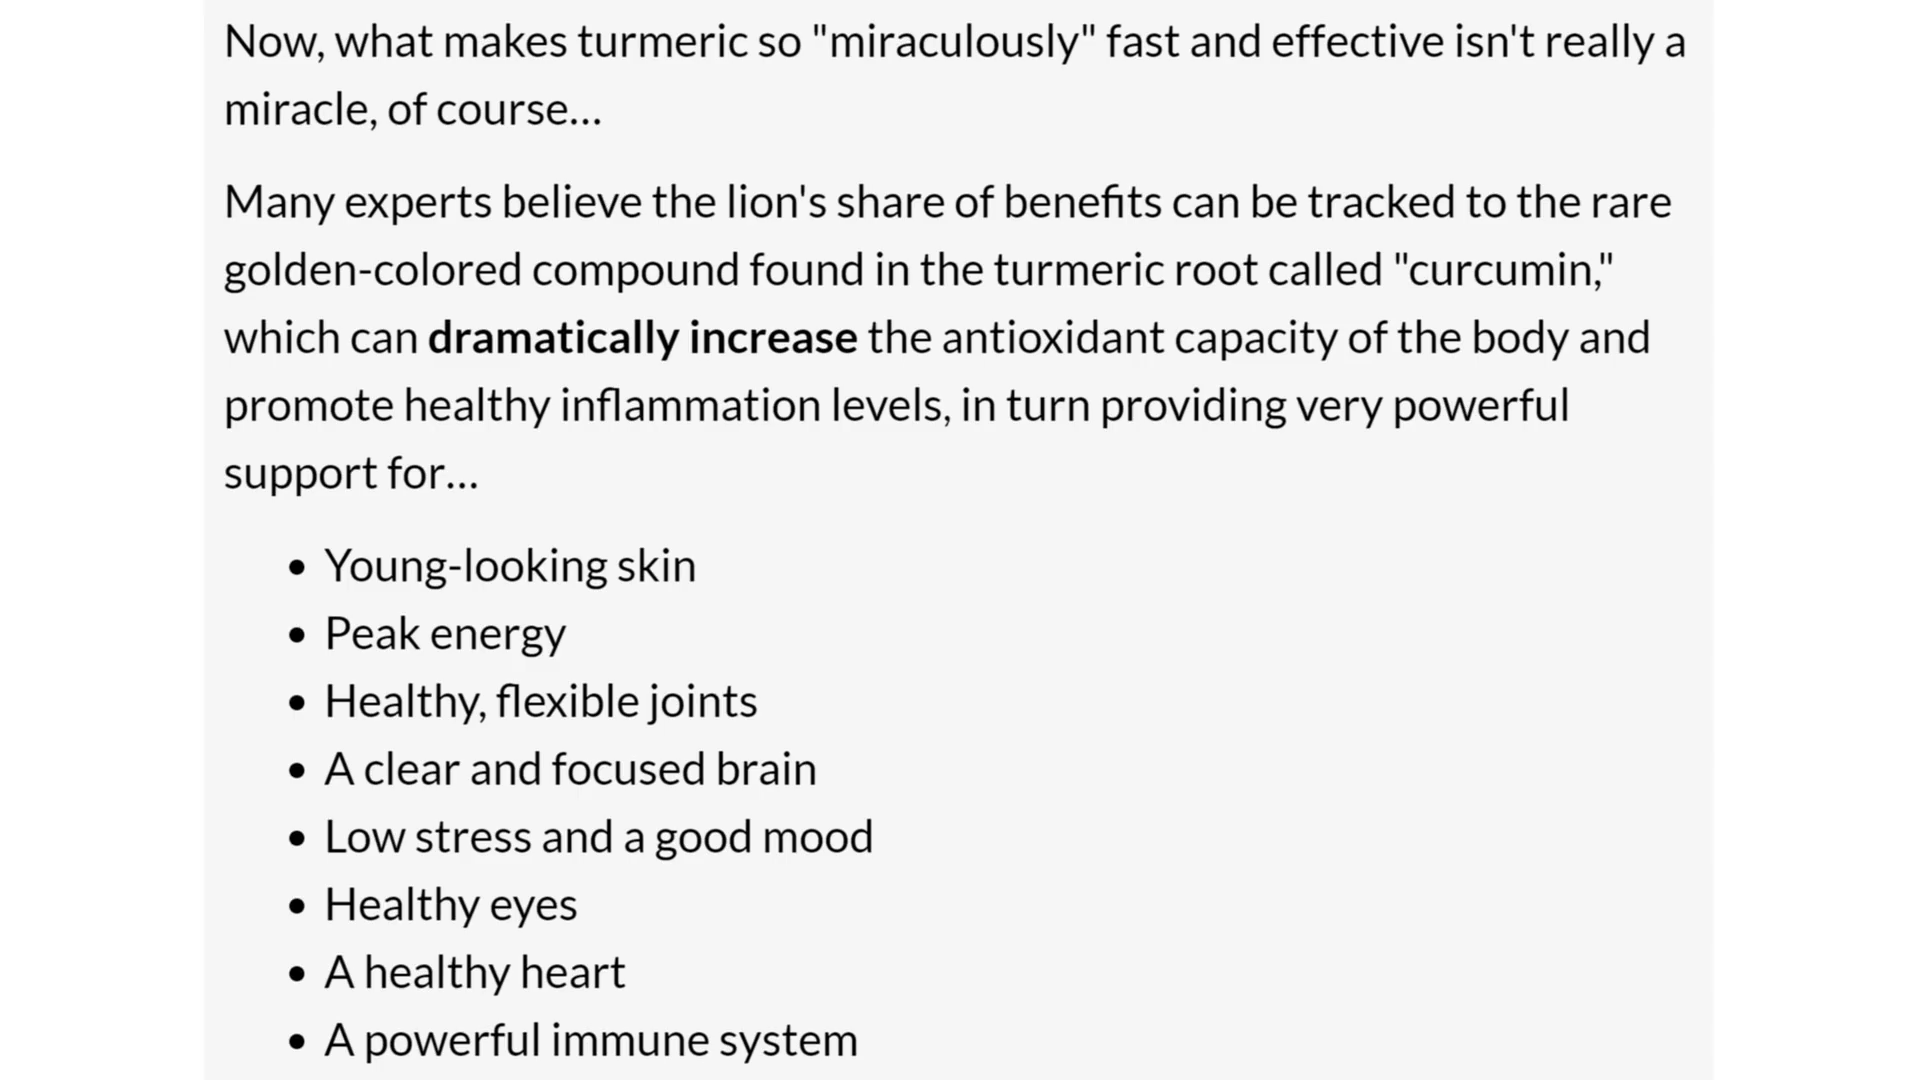 Now, what makes turmeric so "miraculously" fast and effective isn't really a
miracle, of course...
Many experts believe the lion's share of benefits can be tracked to the rare
golden-colored compound found in the turmeric root called "curcumin,"
which can dramatically increase the antioxidant capacity of the body and
promote healthy inflammation levels, in turn providing very powerful
support for...
• Young-looking skin
• Peak energy
• Healthy, flexible joints
• A clear and focused brain
• Low stress and a good mood
• Healthy eyes
• A healthy heart
• A powerful immune system